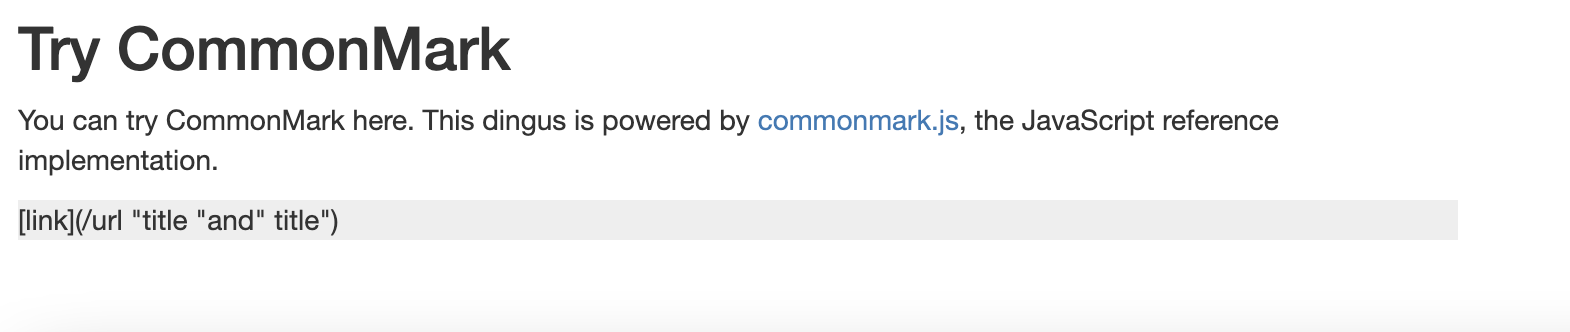 Try CommonMark
You can try CommonMark here. This dingus is powered by commonmark.js, the JavaScript reference
implementation.
[link](/url "title "and" title")